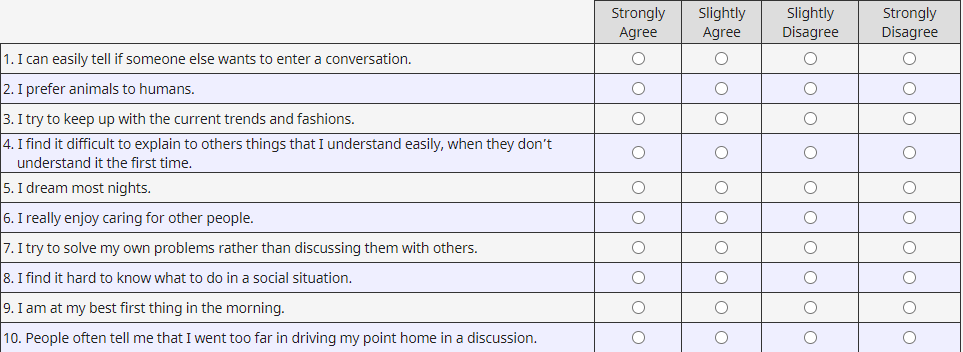 Strongly Agree Slightly Agree Slightly Disagree Strongly Disagree
1. I can easily tell if someone else wants to enter a conversation.
2. I prefer animals to humans.
3. I try to keep up with the current trends and fashions.
4. I find it difficult to explain to others things that I understand easily, when they don't
understand it the first time.
5. I dream most nights.
6. I really enjoy caring for other people.
7. I try to solve my own problems rather than discussing them with others.
8. I find it hard to know what to do in a social situation.
9. I am at my best first thing in the morning.
10. People often tell me that I went too far in driving my point home in a discussion.